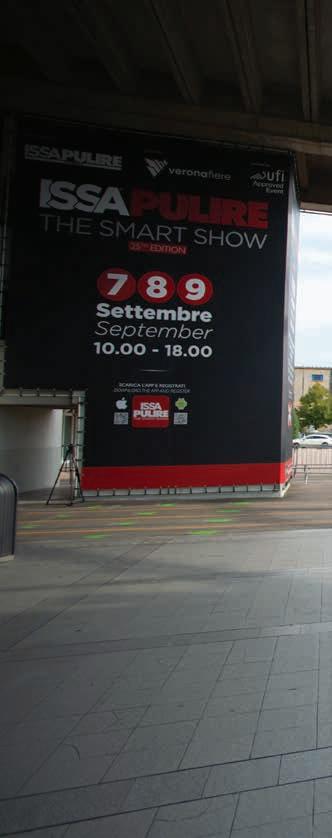 ISSA PULIRE
veronafiere
ufi
Approved
Event
ISSA PULIRE
THE SMART SHOW
25TH EDITION
7 8 9
Settembre
September
10.00 - 18.00
SCARICA L'APP E REGISTRATI
DOWNLOAD THE APP AND REGISTER
ISSA
PULIRE